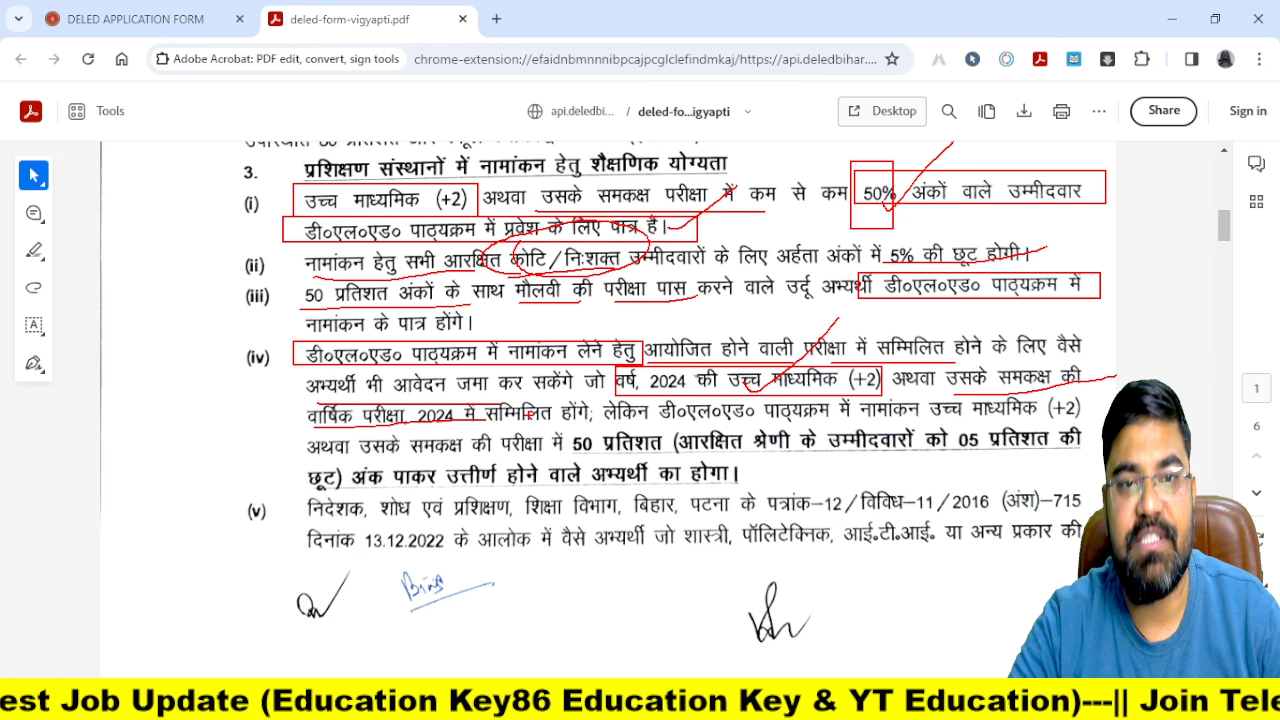 DELED APPLICATION FORM
deled-form-vigyapti.pdf
Adobe Acrobat: PDF edit, convert, sign tools
chrome-extension://efaidnbmnnnibpcajpcglclefindmkaj/https://api.deledbihar....
Tools
api.deledbi...
/
deled-fo...igyapti
Desktop
Share
Sign in
3. प्रशिक्षण संस्थानों में नामांकन हेतु शैक्षणिक योग्यता
(i) उच्च माध्यमिक (+2) अथवा उसके समकक्ष परीक्षा में कम से कम 50% अंकों वाले उम्मीदवार
डी०एल०एड० पाठ्यक्रम में प्रवेश के लिए पात्र है।
(ii) नामांकन हेतु सभी आरक्षित कोटि/निःशक्त उम्मीदवारों के लिए अर्हता अंकों में 5% की छूट होगी।
(iii) 50 प्रतिशत अंकों के साथ मौलवी की परीक्षा पास करने वाले उर्दू अभ्यर्थी डी०एल०एड० पाठ्यक्रम में
नामांकन के पात्र होंगे।
(iv) डी०एल०एड० पाठ्यक्रम में नामांकन लेने हेतु आयोजित होने वाली परीक्षा में सम्मिलित होने के लिए वैसे
अभ्यर्थी भी आवेदन जमा कर सकेंगे जो वर्ष, 2024 की उच्च माध्यमिक (+2) अथवा उसके समकक्ष की
वार्षिक परीक्षा 2024 में सम्मिलित होंगे; लेकिन डी०एल०एड० पाठ्यक्रम में नामांकन उच्च माध्यमिक (+2)
अथवा उसके समकक्ष की परीक्षा में 50 प्रतिशत (आरक्षित श्रेणी के उम्मीदवारों को 05 प्रतिशत की
छूट) अंक पाकर उत्तीर्ण होने वाले अभ्यर्थी का होगा।
(v) निदेशक, शोध एवं प्रशिक्षण, शिक्षा विभाग, बिहार, पटना के पत्रांक-12/विविध-11/2016 (अंश)-715
दिनांक 13.12.2022 के आलोक में वैसे अभ्यर्थी जो शास्त्री, पॉलिटेक्निक, आई०टी०आई० या अन्य प्रकार की
1
6
est Job Update (Education Key86 Education Key & YT Education)---|| Join Tele